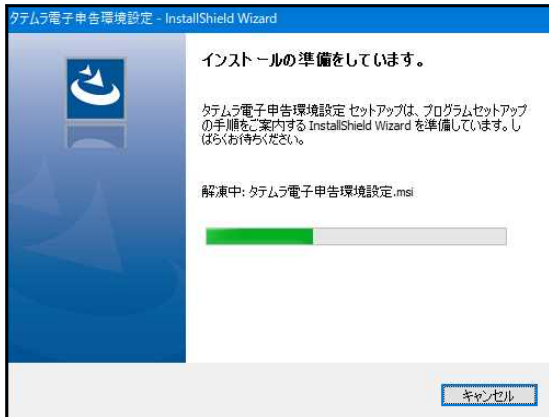 タテムラ電子申告環境設定 - InstallShield Wizard
インストールの準備をしています。
タテムラ電子申告環境設定 セットアップは、プログラムセットアップ
の手順をご案内する InstallShield Wizard を準備しています。し
ばらくお待ちください。
解凍中: タテムラ電子申告環境設定.msi
キャンセル